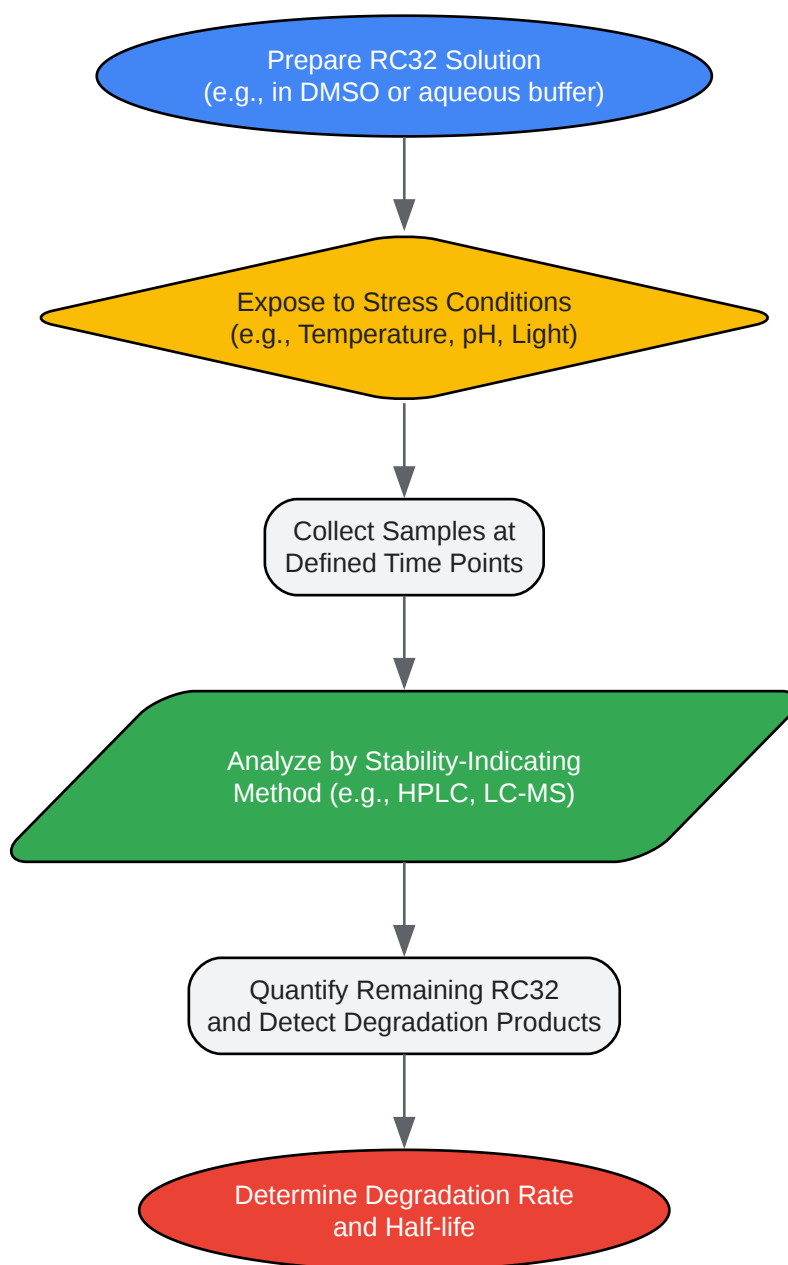 Prepare RC32 Solution
(e.g., in DMSO or aqueous buffer)
Expose to Stress Conditions
(e.g., Temperature, pH, Light)
Collect Samples at
Defined Time Points
Analyze by Stability-Indicating
Method (e.g., HPLC, LC-MS)
Quantify Remaining RC32
and Detect Degradation Products
Determine Degradation Rate
and Half-life